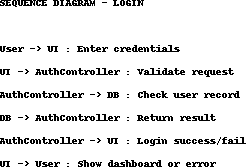 SEQUENCE DIAGRAM - LOGIN
User -> UI : Enter credentials
UI -> AuthController : Validate request
AuthController -> DB : Check user record
DB -> AuthController : Return result
AuthController -> UI : Login success/fail
UI -> User : Show dashboard or error